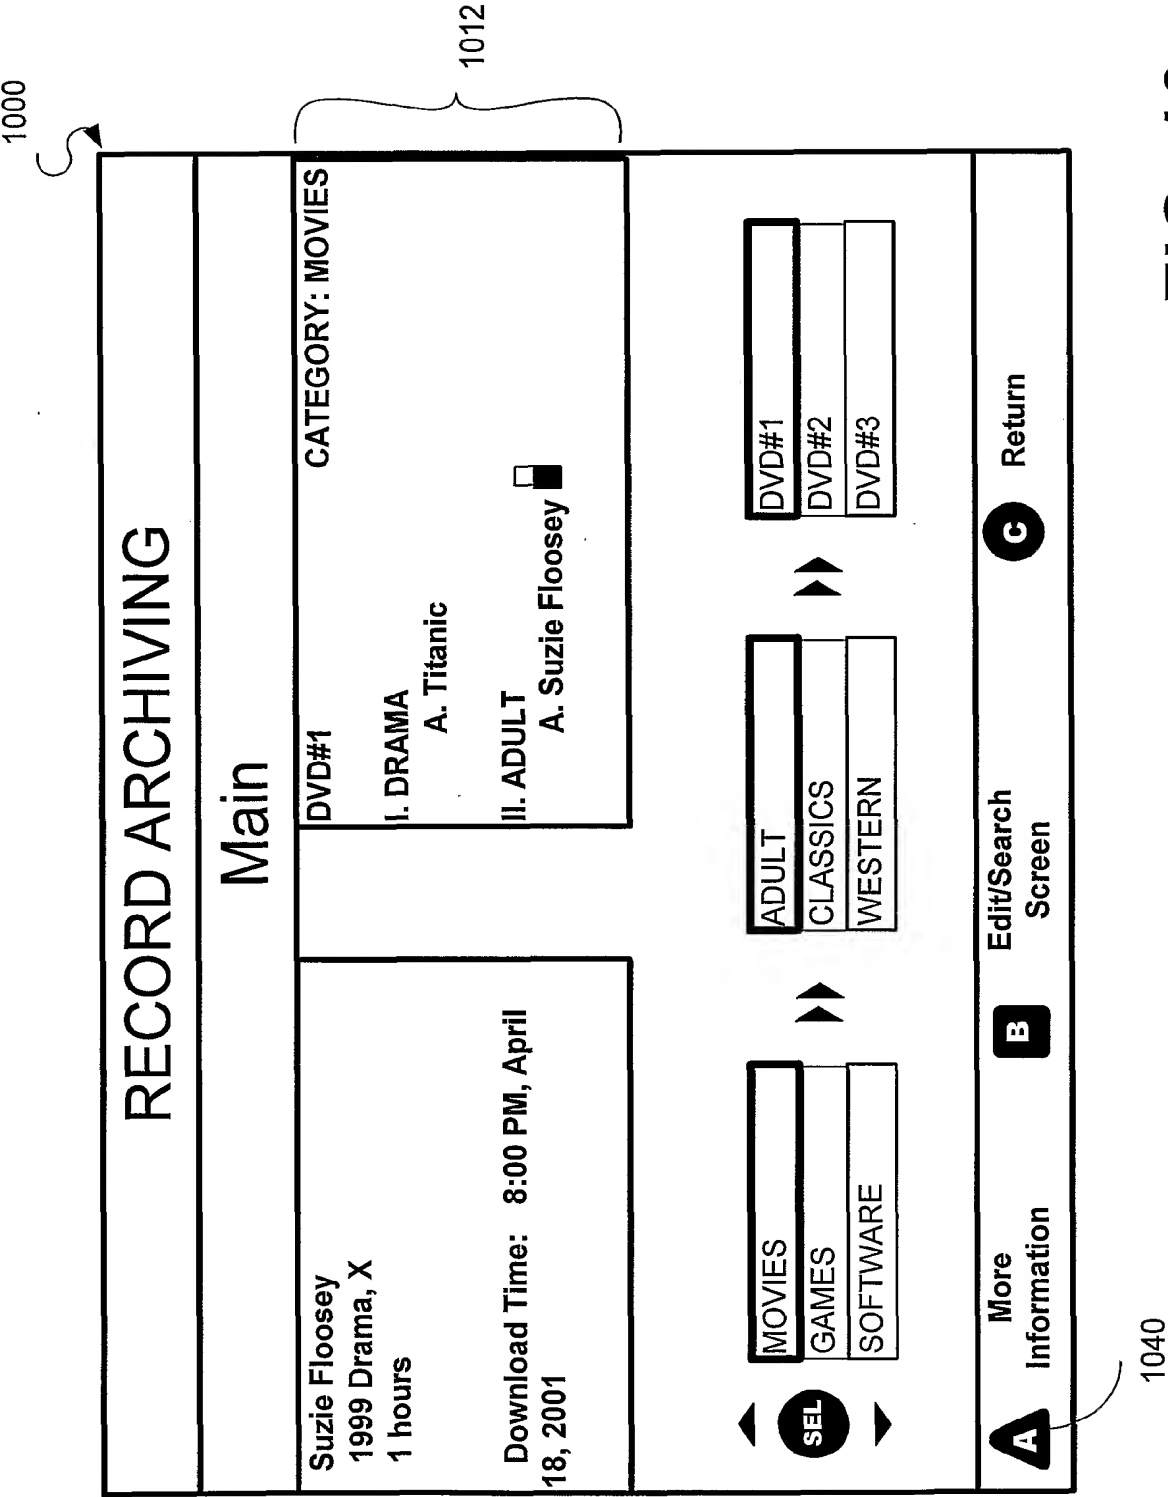 1000
RECORD ARCHIVING
Main
Suzie Floosey
1999 Drama, X
1 hours
Download Time: 8:00 PM, April
18, 2001
DVD#1 CATEGORY: MOVIES
I. DRAMA
A. Titanic
II. ADULT
A. Suzie Floosey
1012
SEL
MOVIES
GAMES
SOFTWARE
ADULT
CLASSICS
WESTERN
DVD#1
DVD#2
DVD#3
A
More
Information
B
Edit/Search
Screen
C
Return
1040